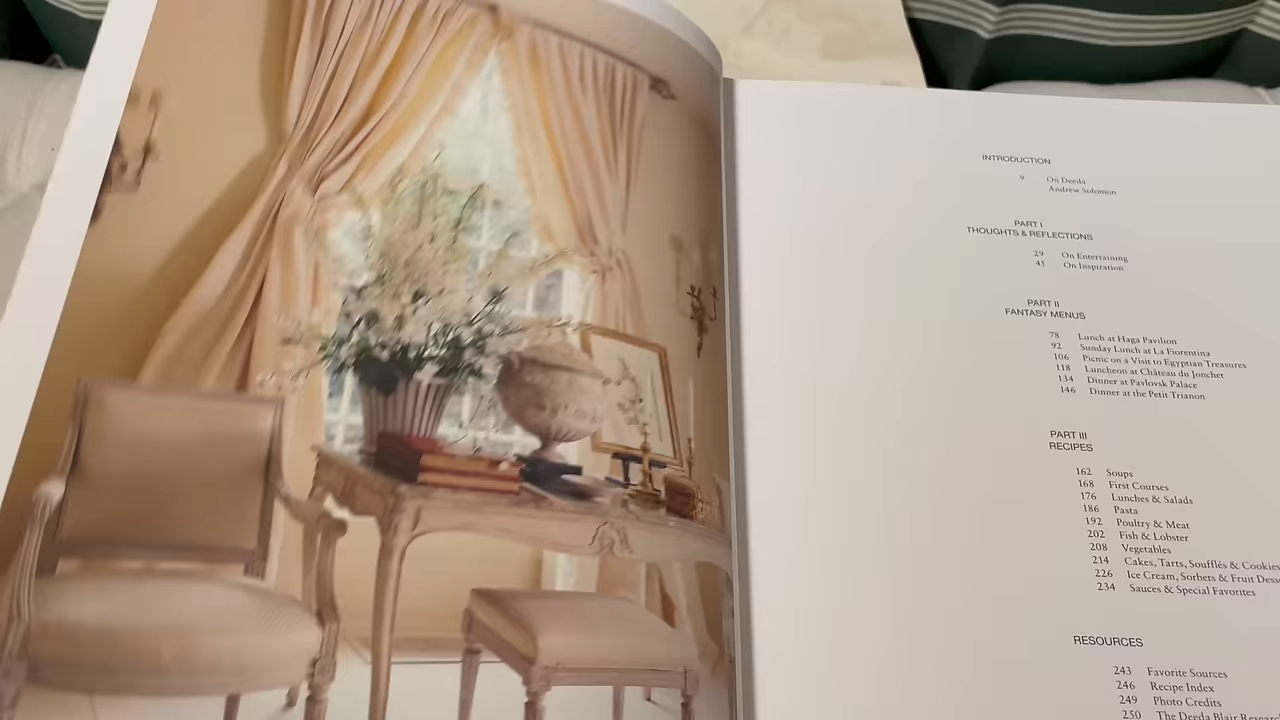 INTRODUCTION
9 On Deeda
Andrew Solomon
PART I
THOUGHTS & REFLECTIONS
29 On Entertaining
45 On Inspiration
PART II
FANTASY MENUS
78 Lunch at Haga Pavilion
92 Sunday Lunch at La Fiorentina
106 Picnic on a Visit to Egyptian Treasures
118 Luncheon at Château du Jonchet
134 Dinner at Pavlovsk Palace
146 Dinner at the Petit Trianon
PART III
RECIPES
162 Soups
168 First Courses
176 Lunches & Salads
186 Pasta
192 Poultry & Meat
202 Fish & Lobster
208 Vegetables
214 Cakes, Tarts, Soufflés & Cookies
226 Ice Cream, Sorbets & Fruit Dess
234 Sauces & Special Favorites
RESOURCES
243 Favorite Sources
246 Recipe Index
249 Photo Credits
250 The Deeda Blair Resear